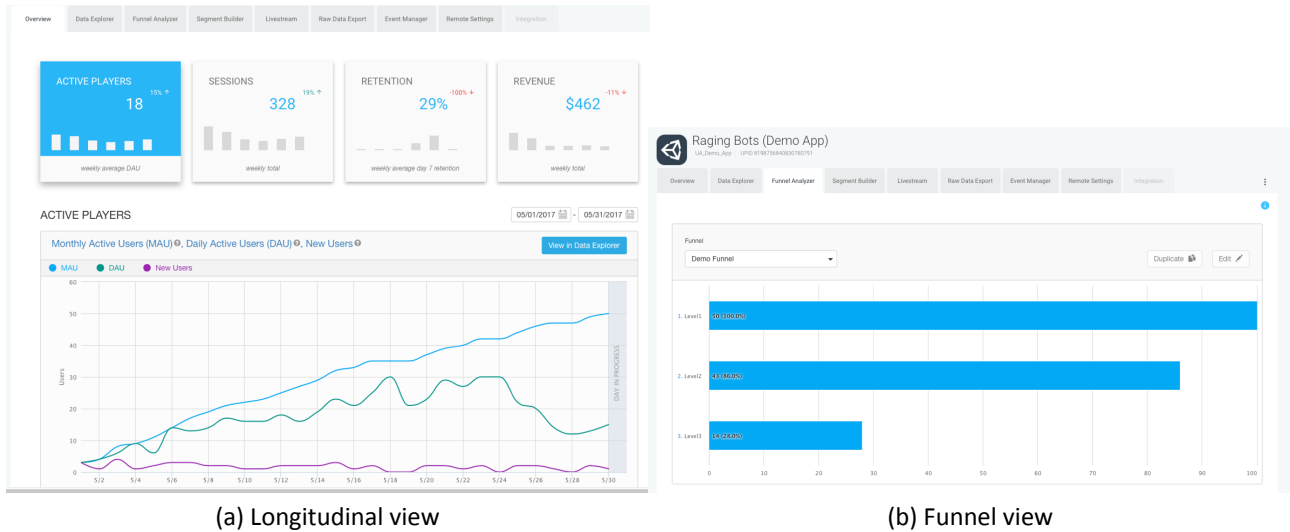 Overview Data Explorer Funnel Analyzer Segment Builder Livestream Raw Data Export Event Manager Remote Settings Integration
ACTIVE PLAYERS
15% ↑
18
weekly average DAU
SESSIONS
19% ↑
328
weekly total
RETENTION
-100% ↓
29%
weekly average day 7 retention
REVENUE
-11% ↓
$462
weekly total
ACTIVE PLAYERS
05/01/2017 - 05/31/2017
Monthly Active Users (MAU), Daily Active Users (DAU), New Users
View in Data Explorer
MAU DAU New Users
60
50
40
30
20
10
0
Users
DAY IN PROGRESS
5/2 5/4 5/6 5/8 5/10 5/12 5/14 5/16 5/18 5/20 5/22 5/24 5/26 5/28 5/30
(a) Longitudinal view
Raging Bots (Demo App)
UA_Demo_App
Overview Data Explorer Funnel Analyzer Segment Builder Livestream Raw Data Export Event Manager Remote Settings Integration
Funnel
Demo Funnel
Duplicate
Edit
1. Level1 50 (100.0%)
2. Level2 43 (86.0%)
3. Level3 14 (28.0%)
0 10 20 30 40 50 60 70 80 90 100
(b) Funnel view